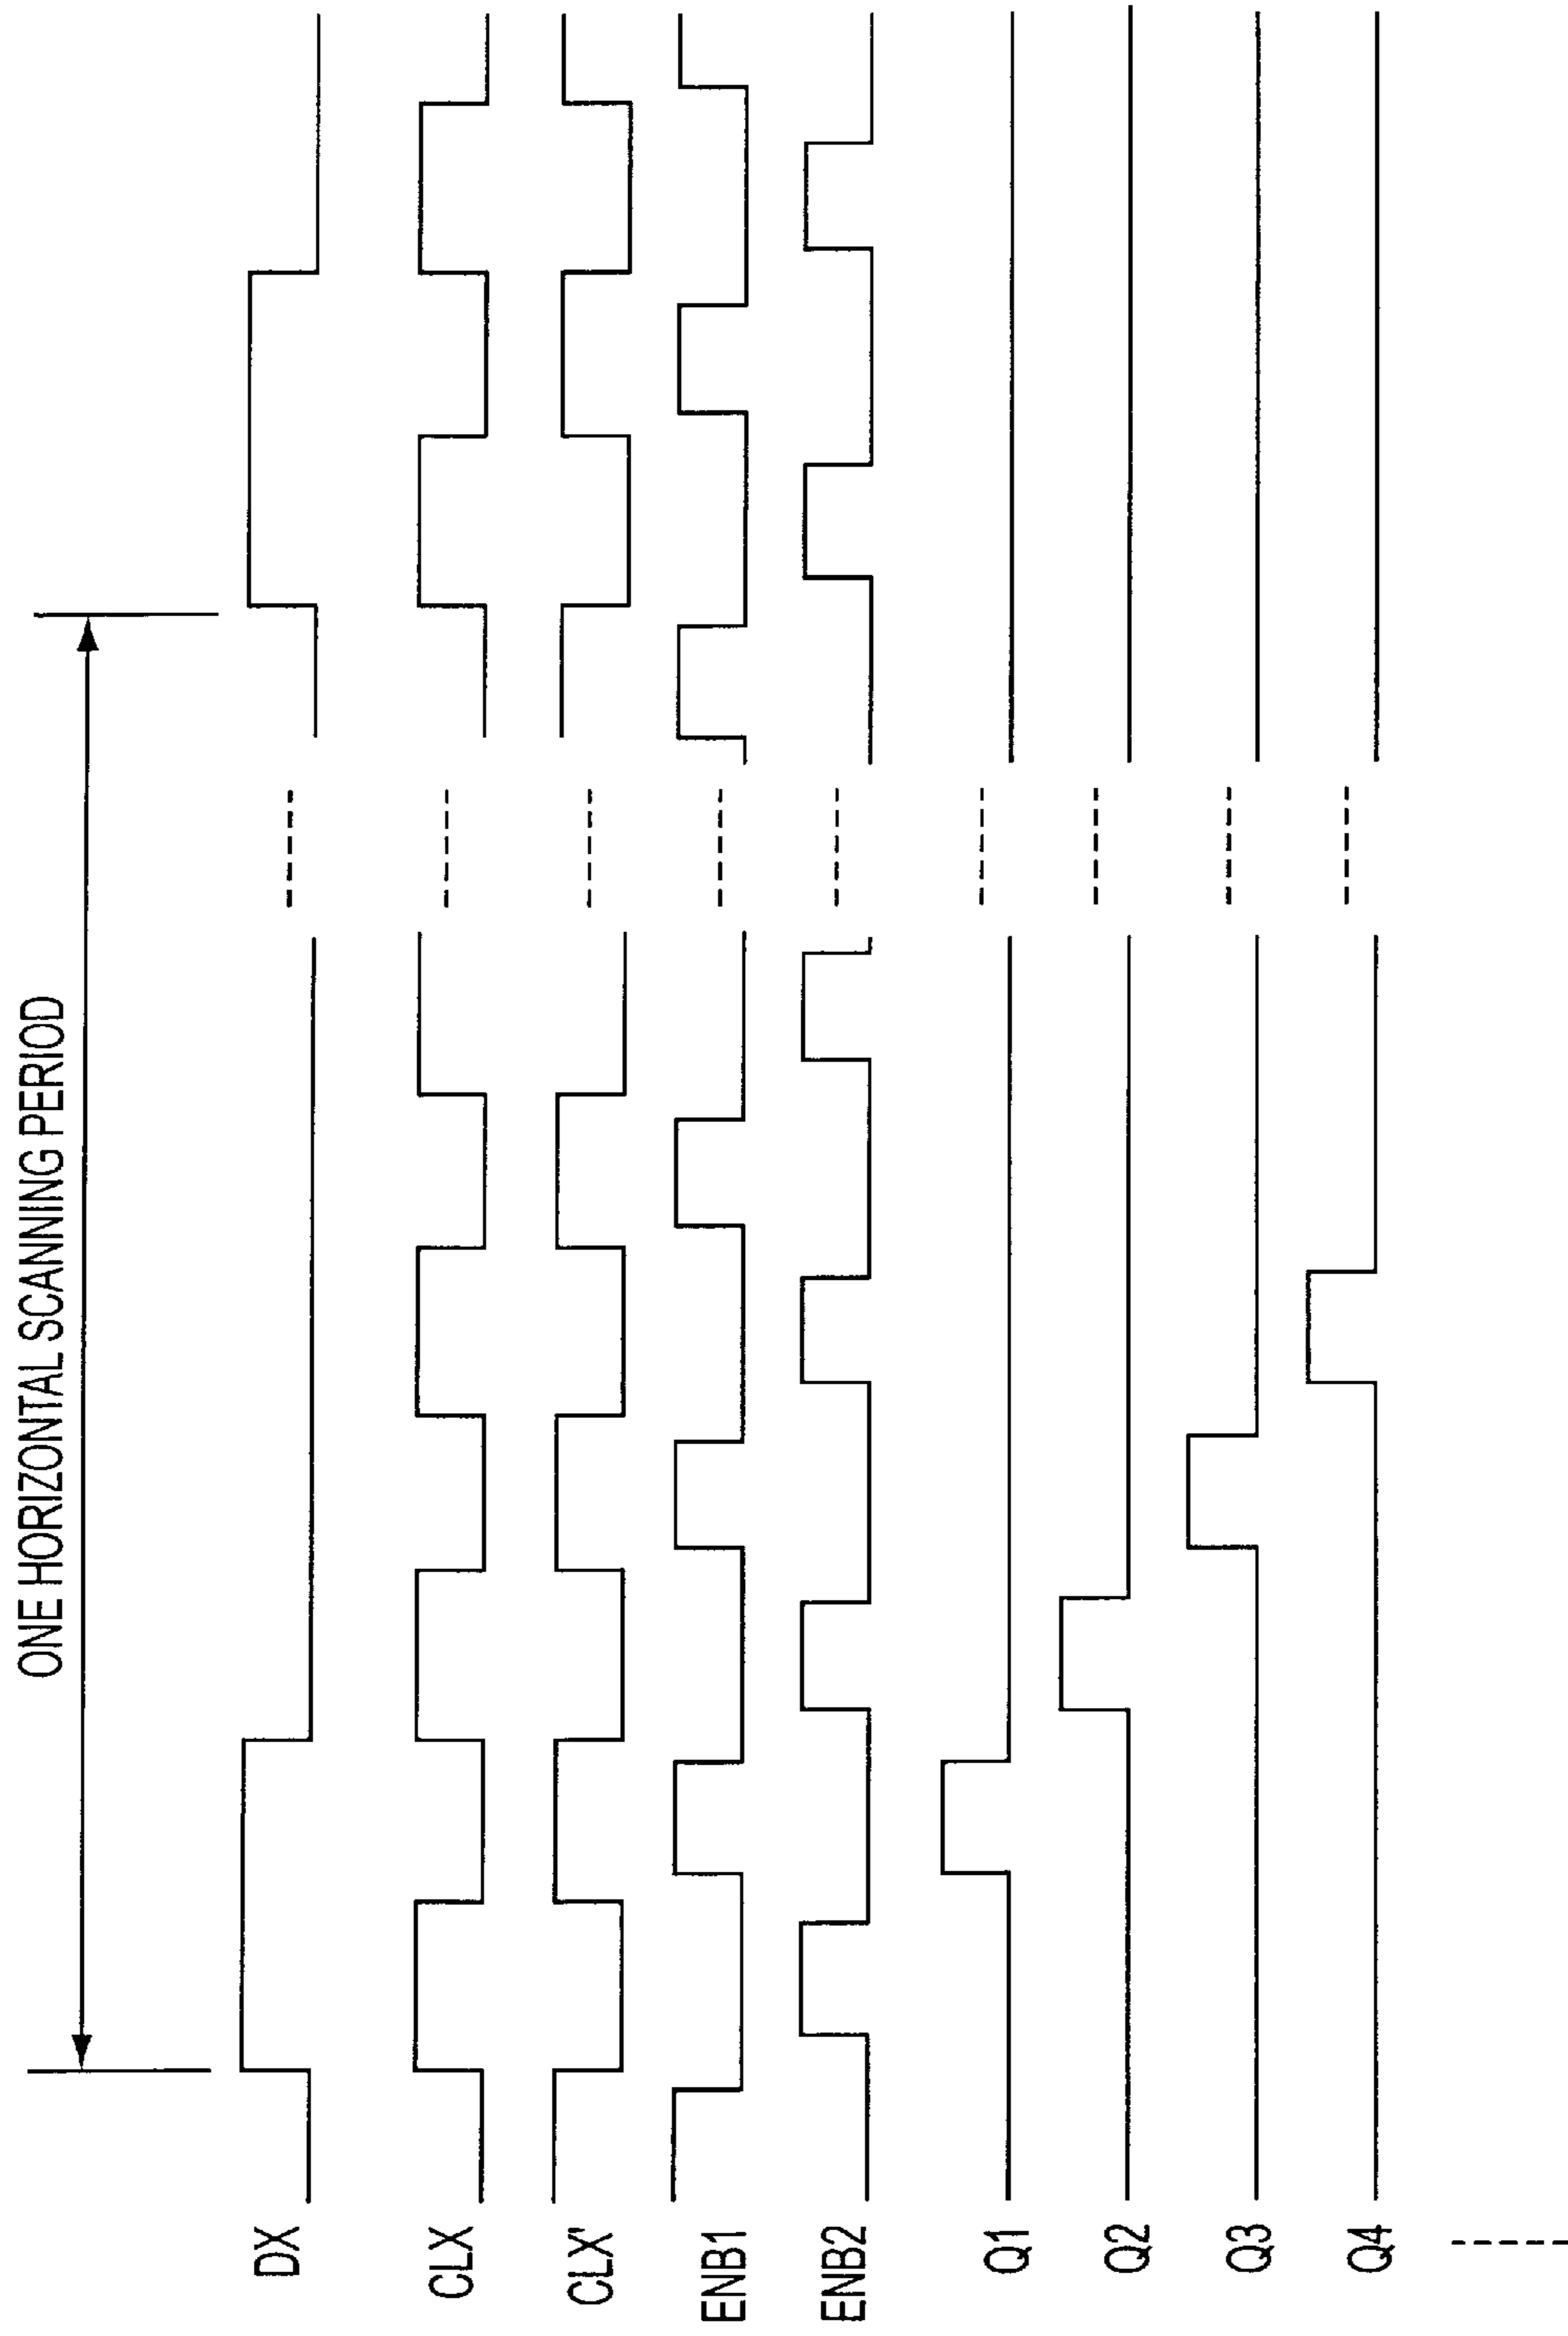 ONE HORIZONTAL SCANNING PERIOD
DX
CLX
CLX'
ENB1
ENB2
Q1
Q2
Q3
Q4